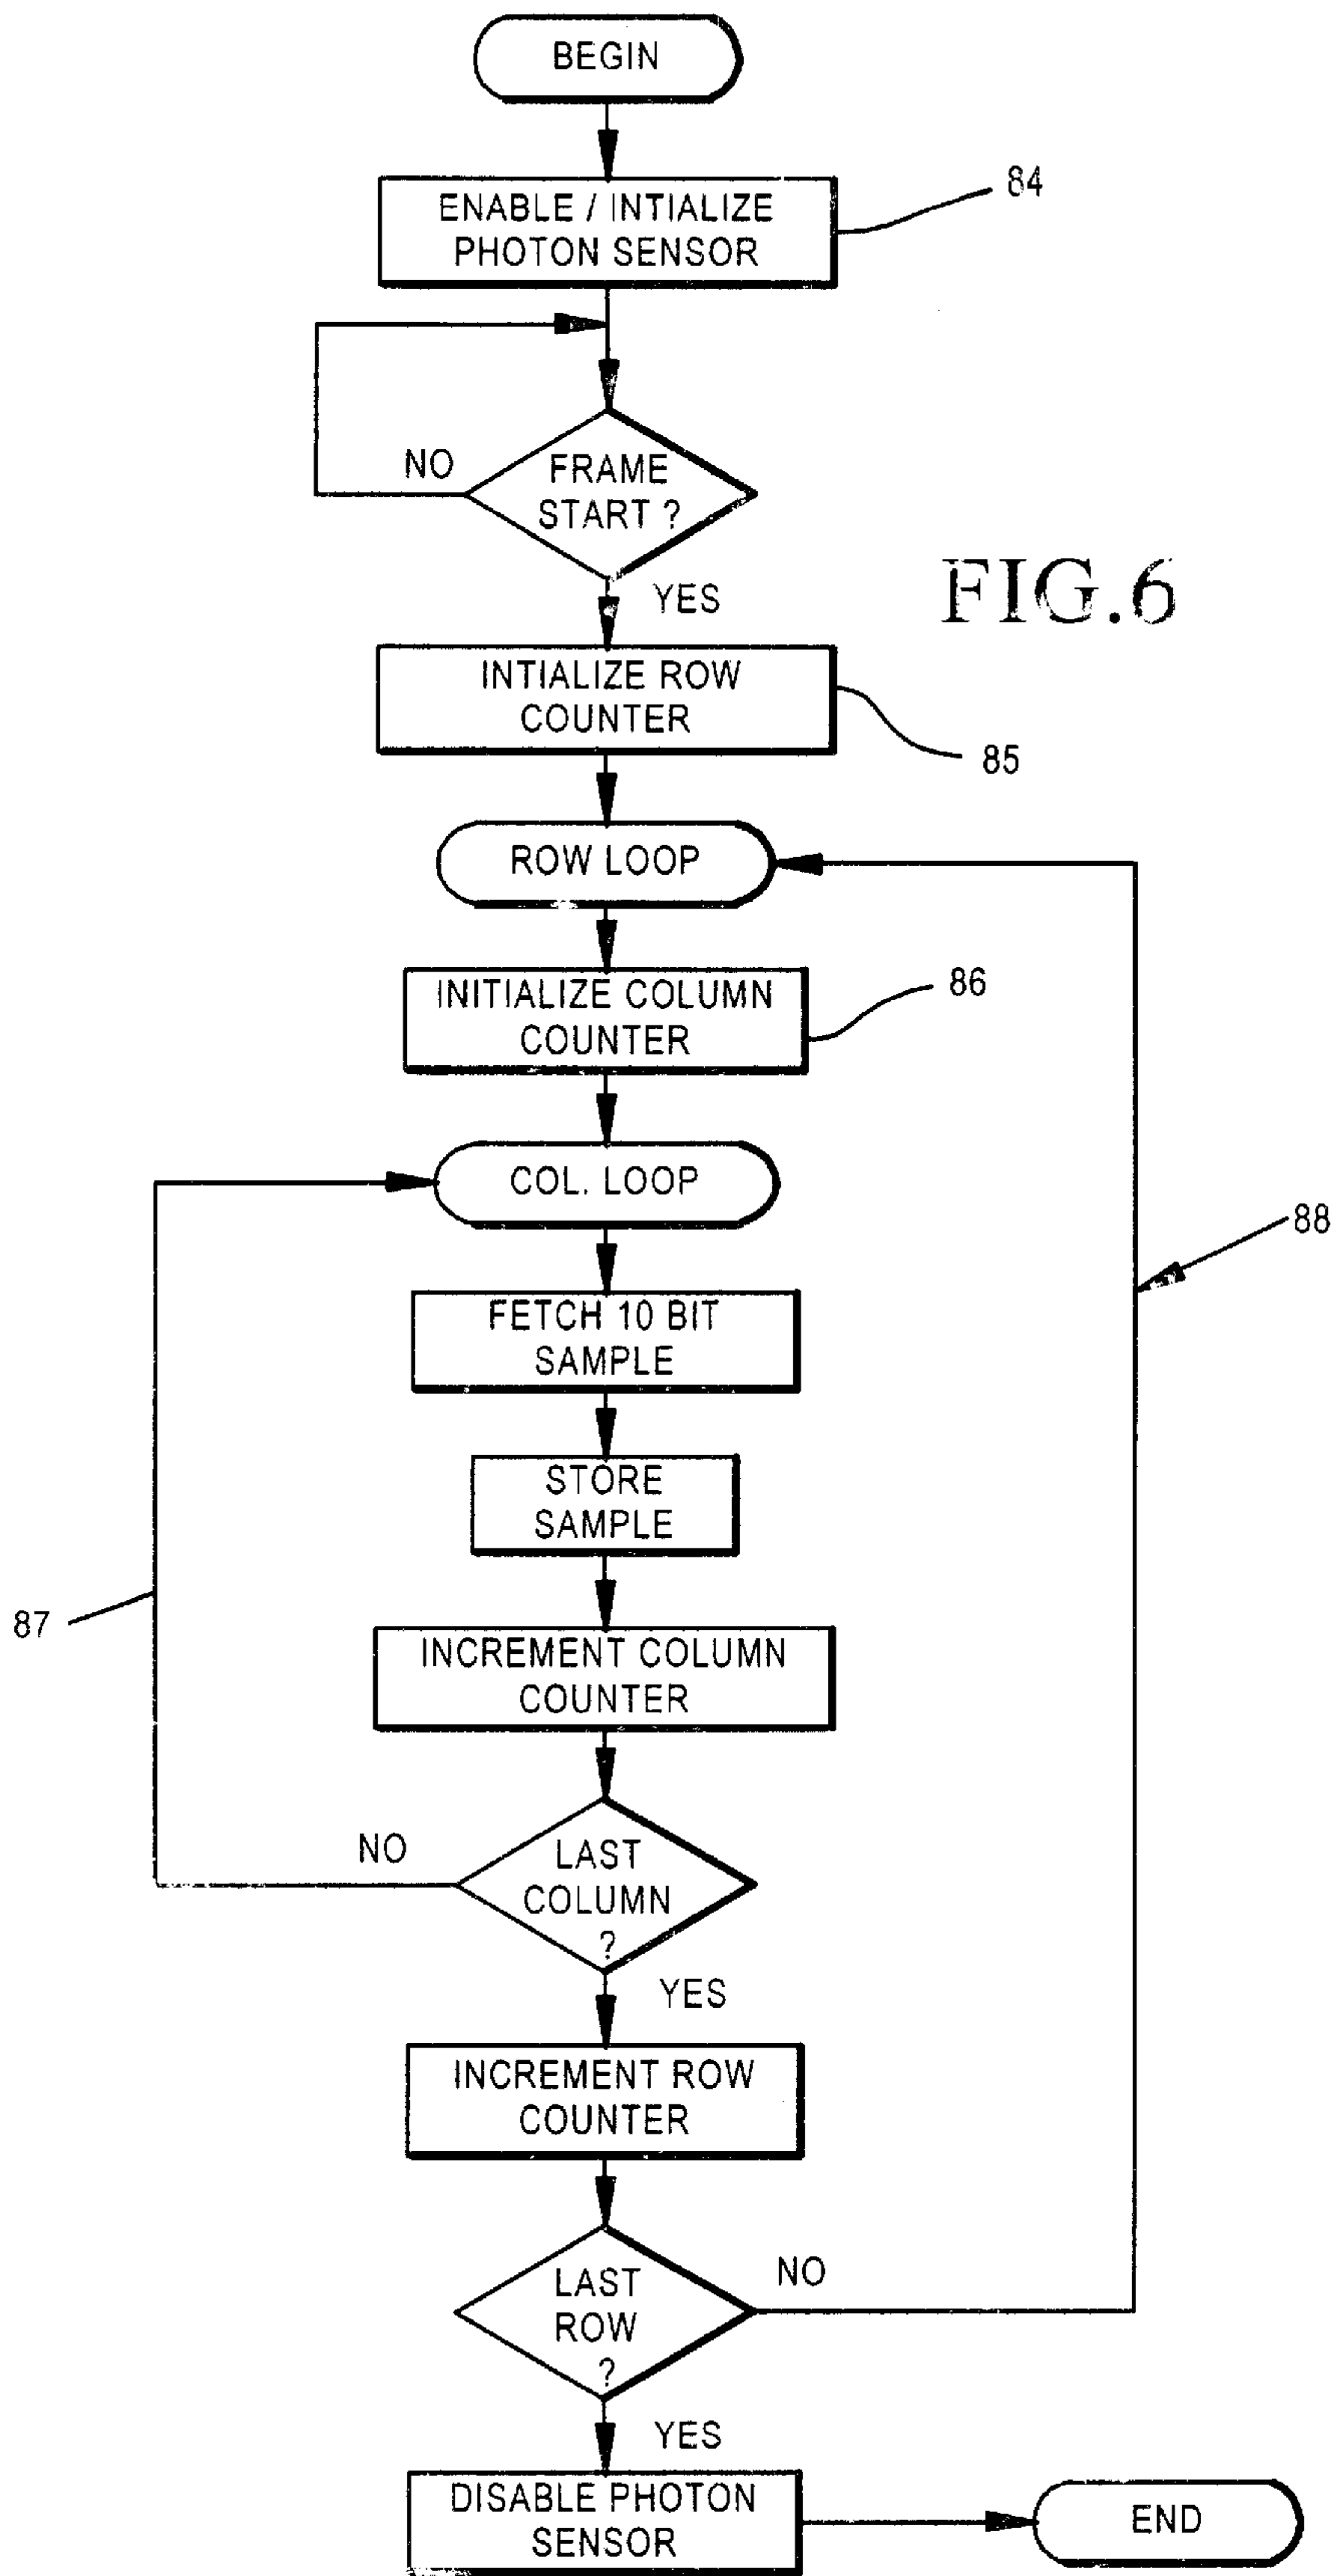 BEGIN
ENABLE / INTIALIZE
PHOTON SENSOR
84
NO
FRAME
START ?
YES
FIG.6
INTIALIZE ROW
COUNTER
85
ROW LOOP
INITIALIZE COLUMN
COUNTER
86
COL. LOOP
88
FETCH 10 BIT
SAMPLE
STORE
SAMPLE
87
INCREMENT COLUMN
COUNTER
NO
LAST
COLUMN
?
YES
INCREMENT ROW
COUNTER
LAST
ROW
?
NO
YES
DISABLE PHOTON
SENSOR
END